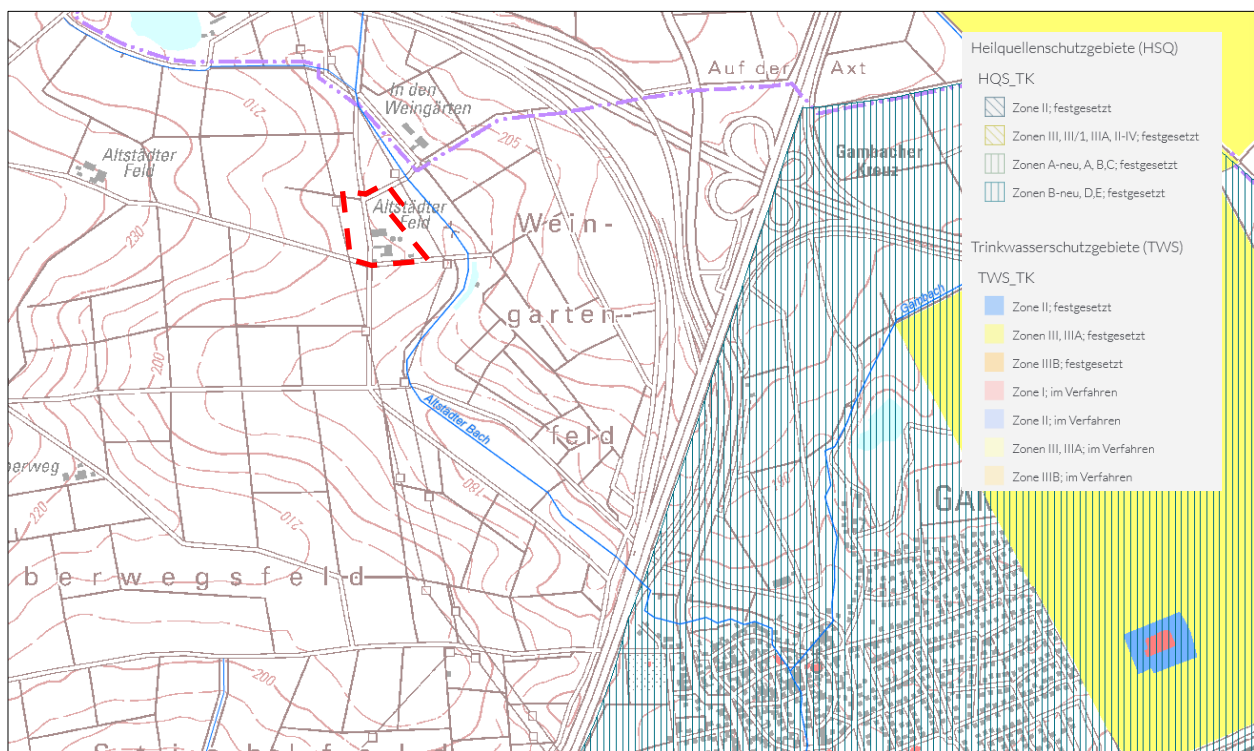 Auf der Axt
In den
Weingärten
210
205
Altstädter
Feld
Altstädter
Feld
230
Wein-
garten-
feld
Gambacher
Kreuz
Gambach
200
Altstädter Bach
180
190
berweg
220
210
GAM
berwegsfeld
200
Heilquellenschutzgebiete (HSQ)
HQS_TK
Zone II; festgesetzt
Zonen III, III/1, IIIA, II-IV; festgesetzt
Zonen A-neu, A, B,C; festgesetzt
Zonen B-neu, D,E; festgesetzt
Trinkwasserschutzgebiete (TWS)
TWS_TK
Zone II; festgesetzt
Zonen III, IIIA; festgesetzt
Zone IIIB; festgesetzt
Zone I; im Verfahren
Zone II; im Verfahren
Zonen III, IIIA; im Verfahren
Zone IIIB; im Verfahren